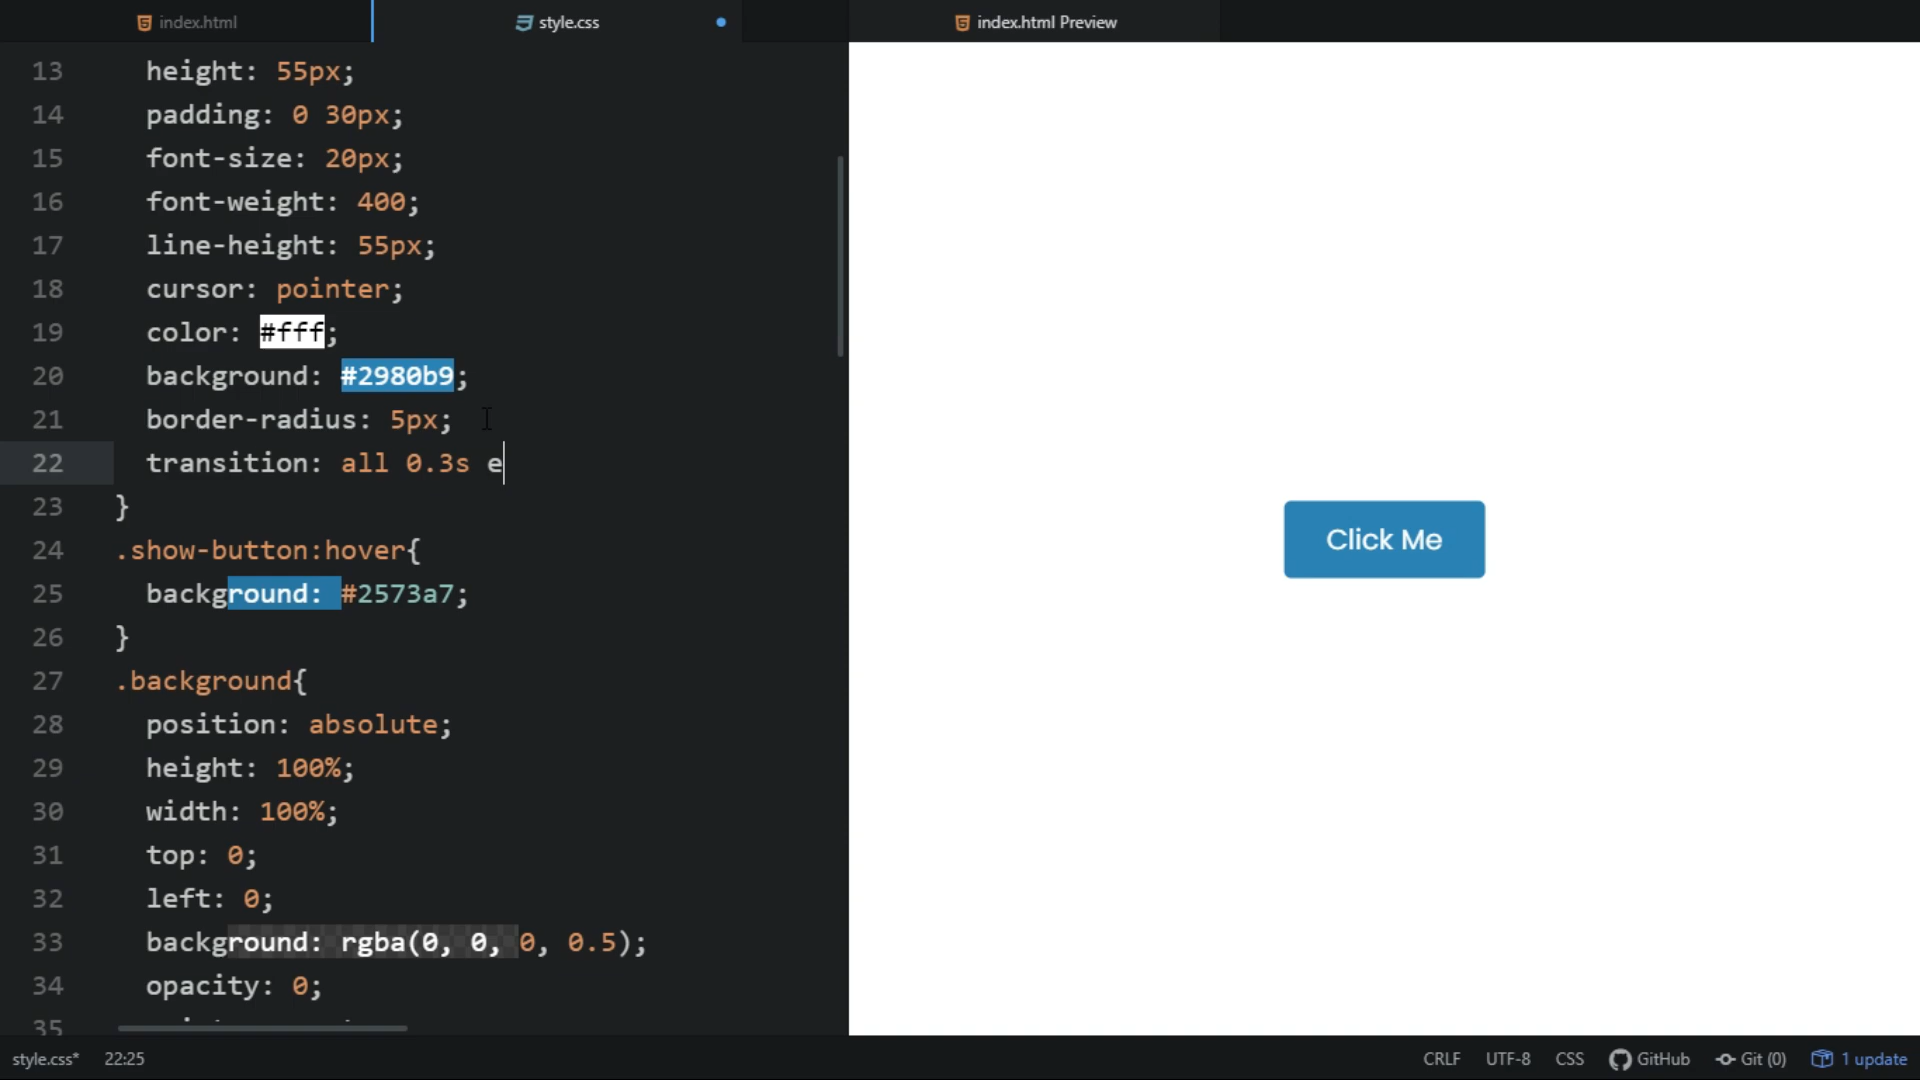 index.html
style.css
index.html Preview
13 height: 55px;
14 padding: 0 30px;
15 font-size: 20px;
16 font-weight: 400;
17 line-height: 55px;
18 cursor: pointer;
19 color: #fff;
20 background: #2980b9;
21 border-radius: 5px;
22 transition: all 0.3s e
23 }
24 .show-button:hover{
25 background: #2573a7;
26 }
27 .background{
28 position: absolute;
29 height: 100%;
30 width: 100%;
31 top: 0;
32 left: 0;
33 background: rgba(0, 0, 0, 0.5);
34 opacity: 0;
35
Click Me
style.css* 22:25 CRLF UTF-8 CSS GitHub Git (0) 1 update